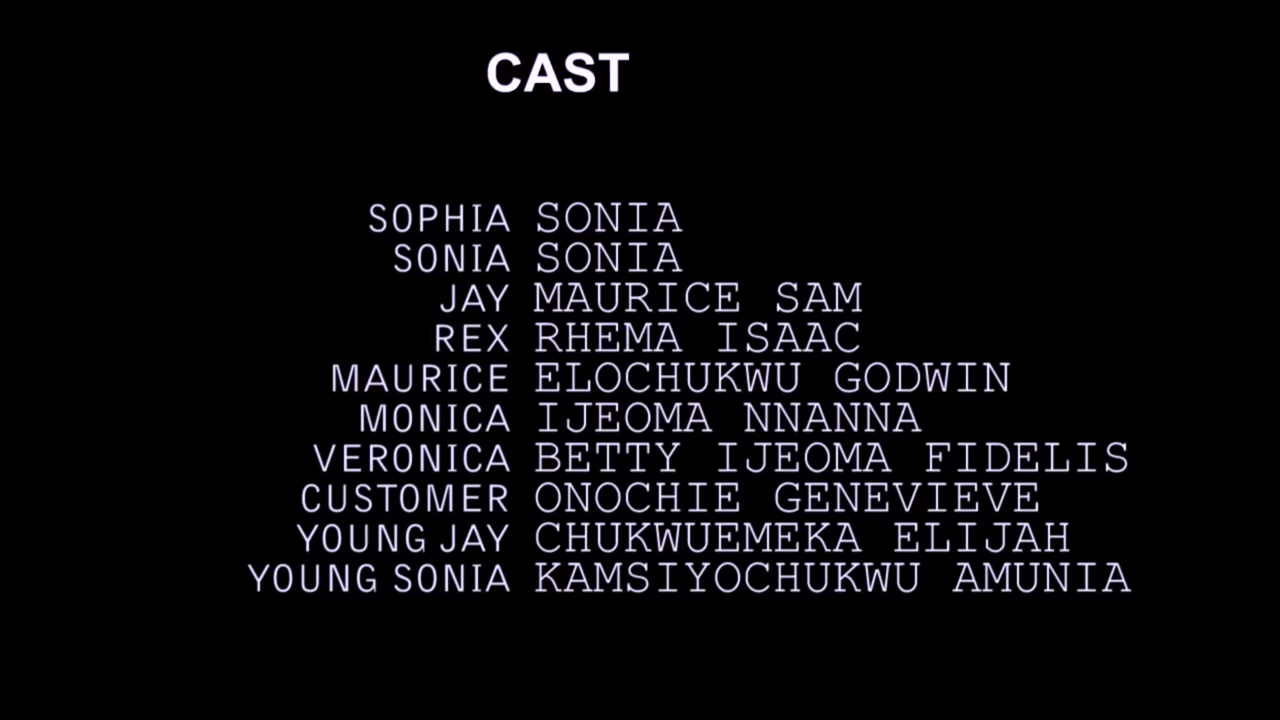 CAST
SOPHIA SONIA
SONIA SONIA
JAY MAURICE SAM
REX RHEMA ISAAC
MAURICE ELOCHUKWU GODWIN
MONICA IJEOMA NNANNA
VERONICA BETTY IJEOMA FIDELIS
CUSTOMER ONOCHIE GENEVIEVE
YOUNG JAY CHUKWUEMEKA ELIJAH
YOUNG SONIA KAMSIYOCHUKWU AMUNIA